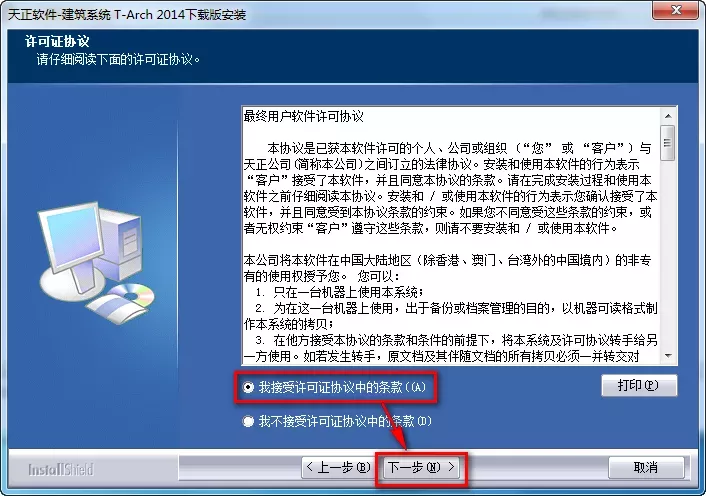 天正软件-建筑系统 T-Arch 2014下载版安装
许可证协议
请仔细阅读下面的许可证协议。
最终用户软件许可协议
本协议是已获本软件许可的个人、公司或组织（“您” 或 “客户”）与
天正公司(简称本公司)之间订立的法律协议。安装和使用本软件的行为表示
“客户”接受了本软件，并且同意本协议的条款。请在完成安装过程和使用本
软件之前仔细阅读本协议。安装和 / 或使用本软件的行为表示您确认接受了本
软件，并且同意受到本协议条款的约束。如果您不同意受这些条款的约束，或
者无权约束“客户”遵守这些条款，则请不要安装和 / 或使用本软件。
本公司将本软件在中国大陆地区（除香港、澳门、台湾外的中国境内）的非专
有的使用权授予您。 您可以：
1. 只在一台机器上使用本系统；
2. 为在这一台机器上使用，出于备份或档案管理的目的，以机器可读格式制
作本系统的拷贝；
3. 在他方接受本协议的条款和条件的前提下，将本系统及许可协议转手给另
一方使用。如若发生转手，原文档及其伴随文档的所有拷贝必须一并转交对
我接受许可证协议中的条款((A)
打印(P)
我不接受许可证协议中的条款(D)
InstallShield
< 上一步(B)
下一步(N) >
取消